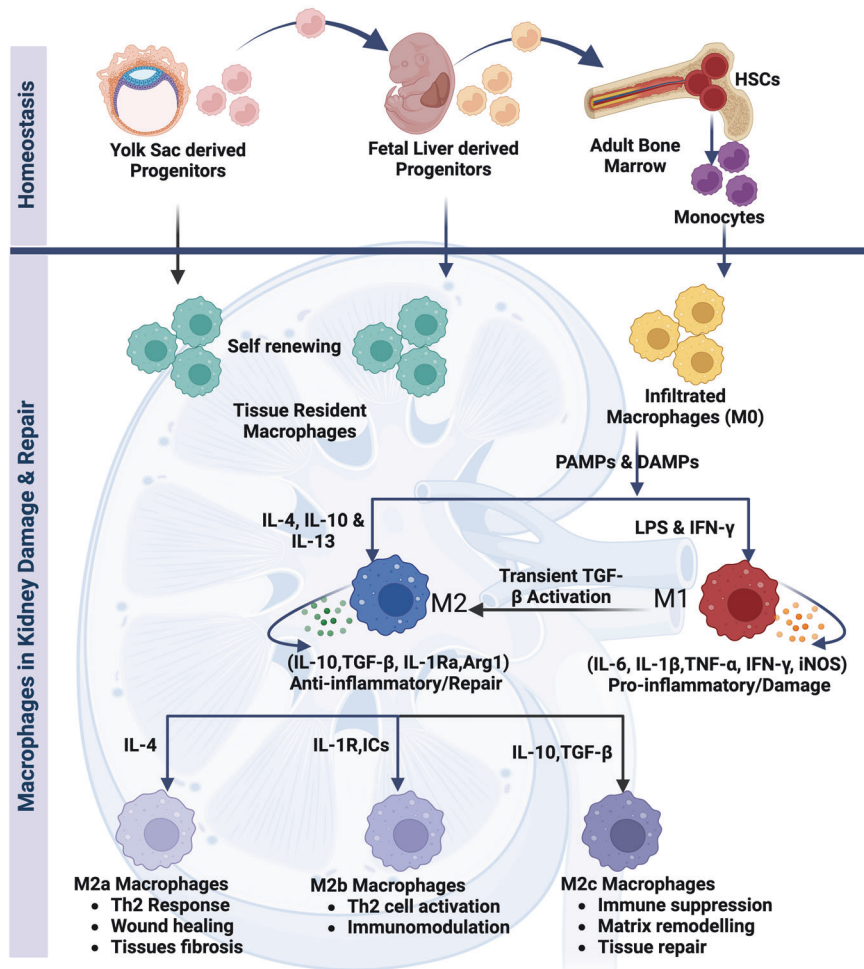 Homeostasis
Yolk Sac derived
Progenitors
Fetal Liver derived
Progenitors
HSCs
Adult Bone
Marrow
Monocytes
Macrophages in Kidney Damage & Repair
Self renewing
Tissue Resident
Macrophages
Infiltrated
Macrophages (M0)
PAMPs & DAMPs
IL-4, IL-10 &
IL-13
LPS & IFN-γ
M2
Transient TGF-
β Activation
M1
(IL-10,TGF-β, IL-1Ra,Arg1)
Anti-inflammatory/Repair
(IL-6, IL-1β,TNF-α, IFN-γ, iNOS)
Pro-inflammatory/Damage
IL-4
IL-1R,ICs
IL-10,TGF-β
M2a Macrophages
• Th2 Response
• Wound healing
• Tissues fibrosis
M2b Macrophages
• Th2 cell activation
• Immunomodulation
M2c Macrophages
• Immune suppression
• Matrix remodelling
• Tissue repair